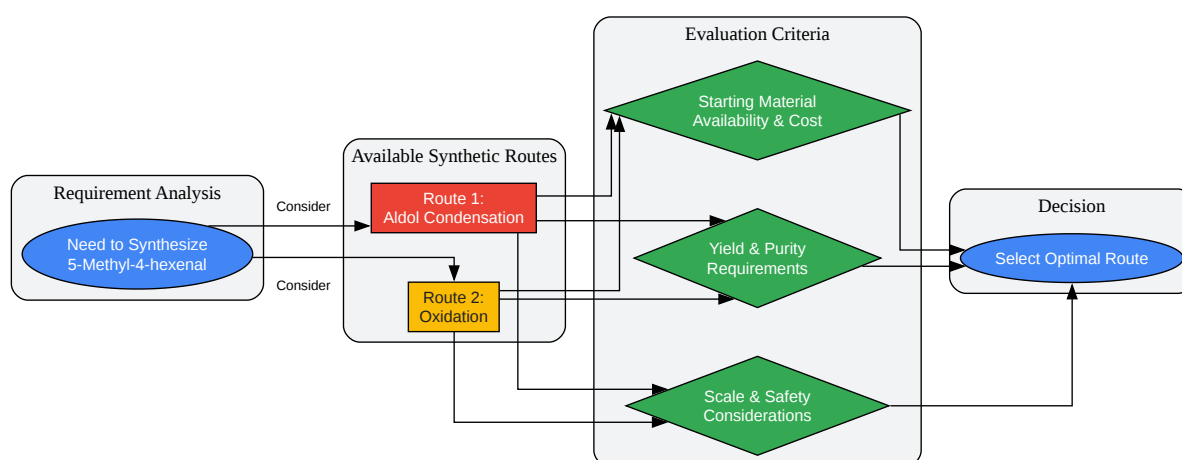 Evaluation Criteria
Starting Material
Availability & Cost
Available Synthetic Routes
Requirement Analysis
Consider
Route 1:
Aldol Condensation
Decision
Need to Synthesize
5-Methyl-4-hexenal
Yield & Purity
Requirements
Select Optimal Route
Consider
Route 2:
Oxidation
Scale & Safety
Considerations